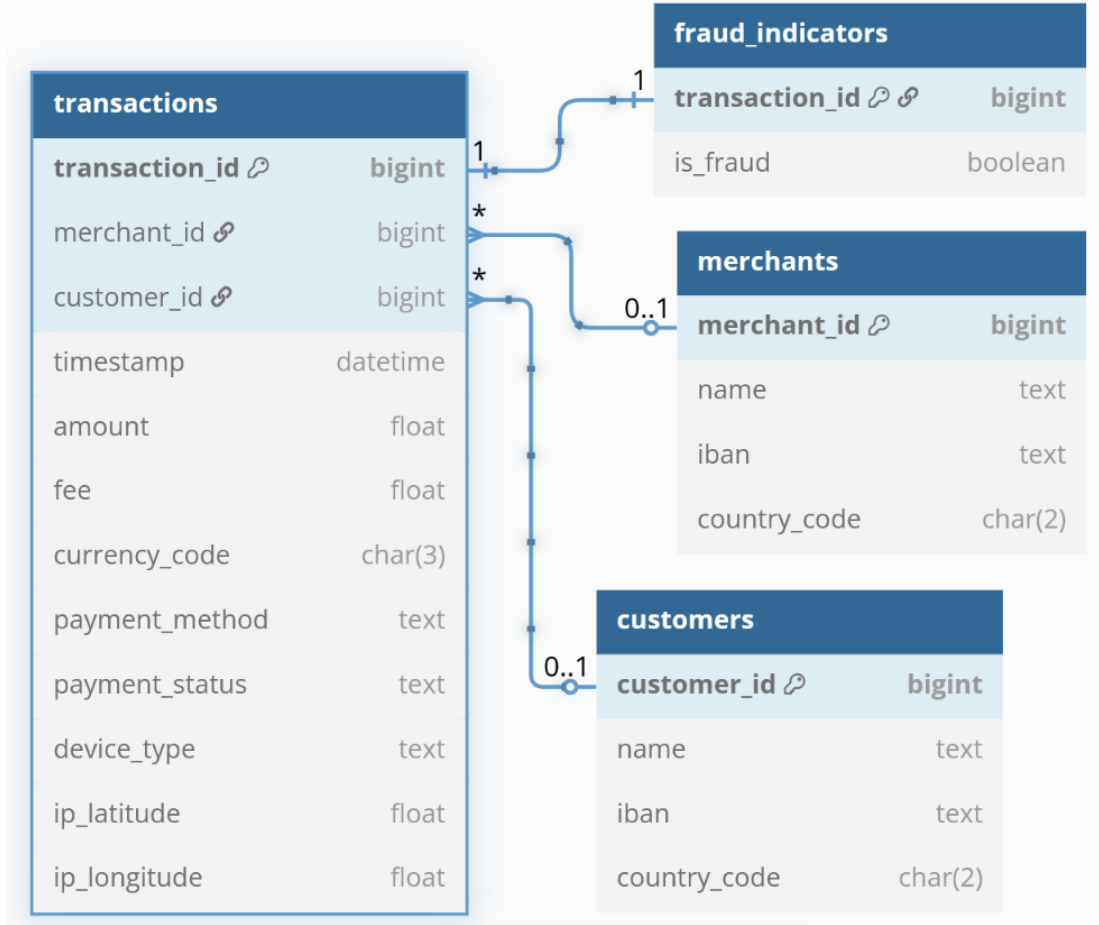 transactions
transaction_id bigint
merchant_id bigint
customer_id bigint
timestamp datetime
amount float
fee float
currency_code char(3)
payment_method text
payment_status text
device_type text
ip_latitude float
ip_longitude float
1
*
*
1
0..1
0..1
fraud_indicators
transaction_id bigint
is_fraud boolean
merchants
merchant_id bigint
name text
iban text
country_code char(2)
customers
customer_id bigint
name text
iban text
country_code char(2)